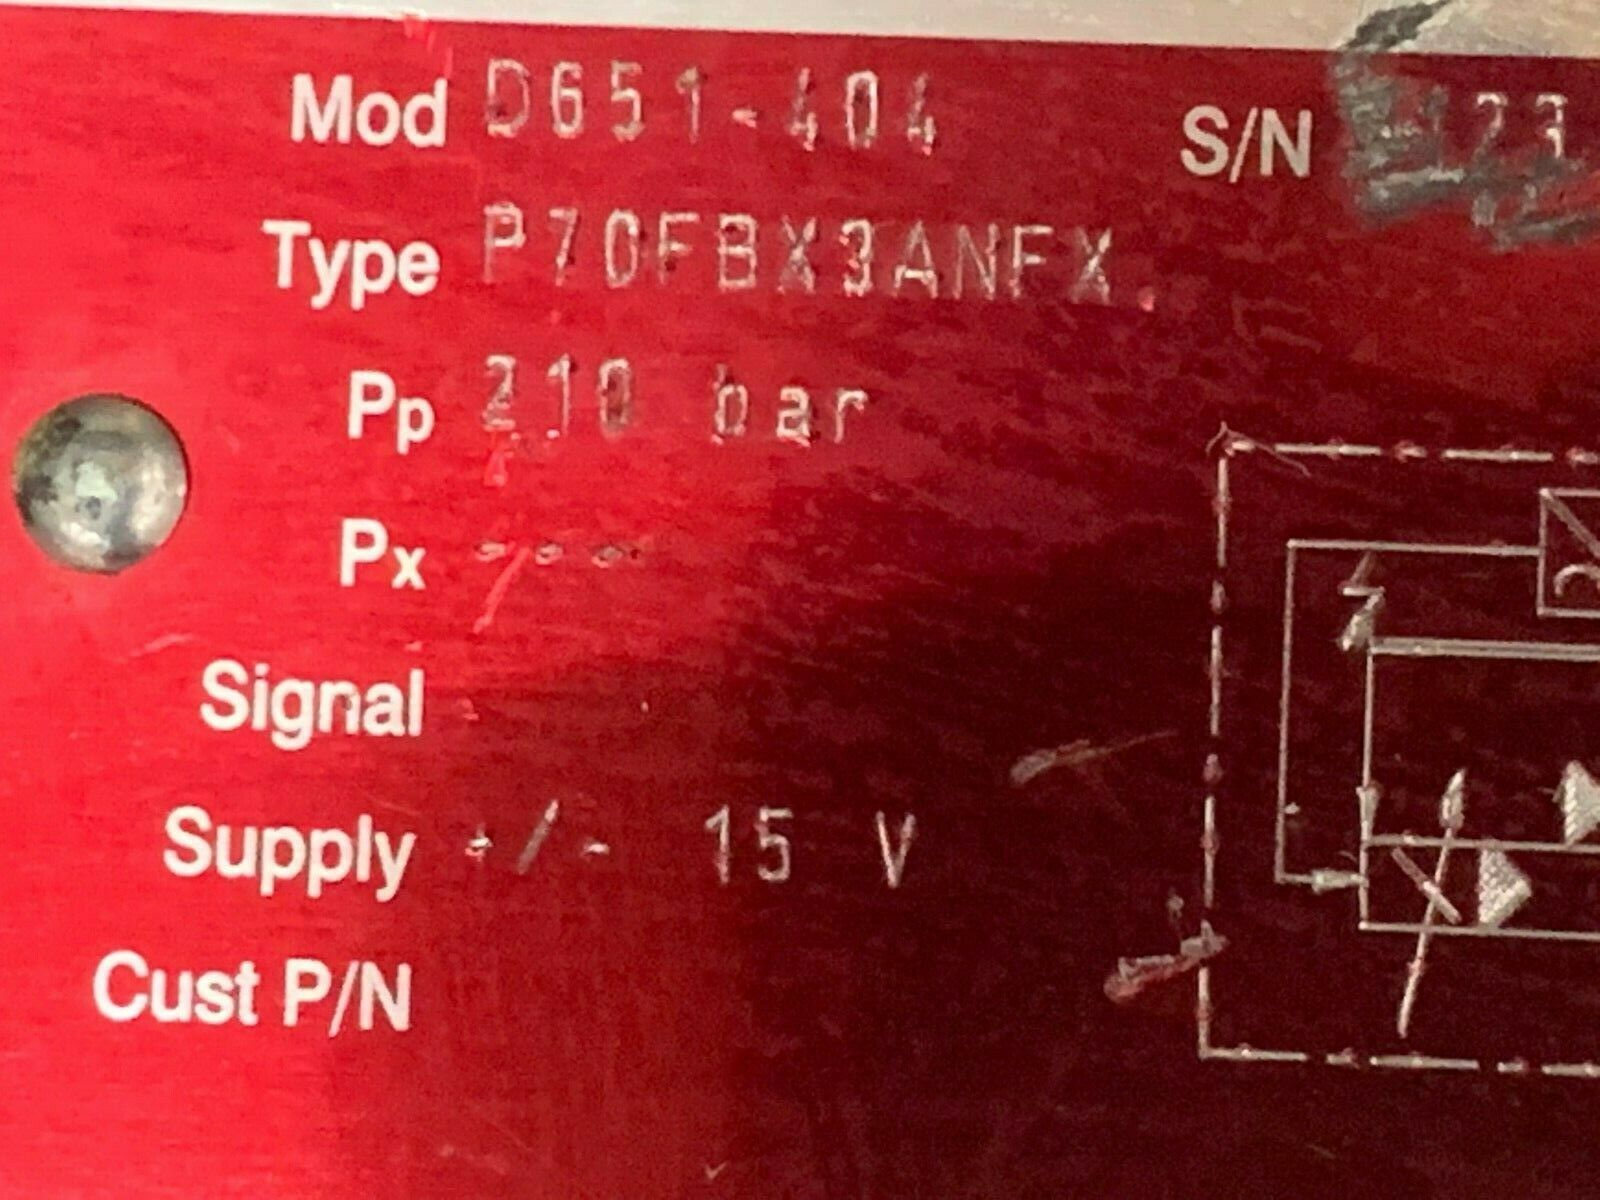 Mod D651-404 S/N
Type P70FBX3ANFX
Pp 210 bar
Px ---
Signal
Supply +/- 15 V
Cust P/N